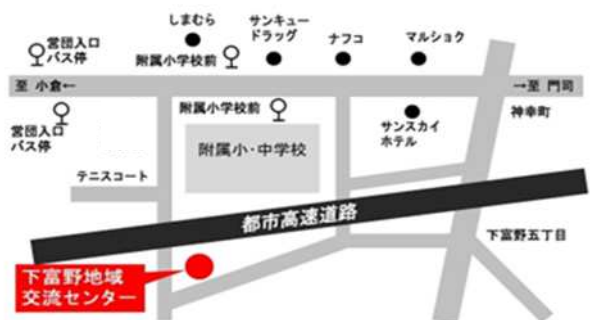 しまむら
サンキュー
ドラッグ
ナフコ
マルショク
営団入口
バス停
附属小学校前
至 小倉←
→至 門司
附属小学校前
サンスカイ
ホテル
神幸町
営団入口
バス停
附属小・中学校
テニスコート
都市高速道路
下富野五丁目
下富野地域
交流センター